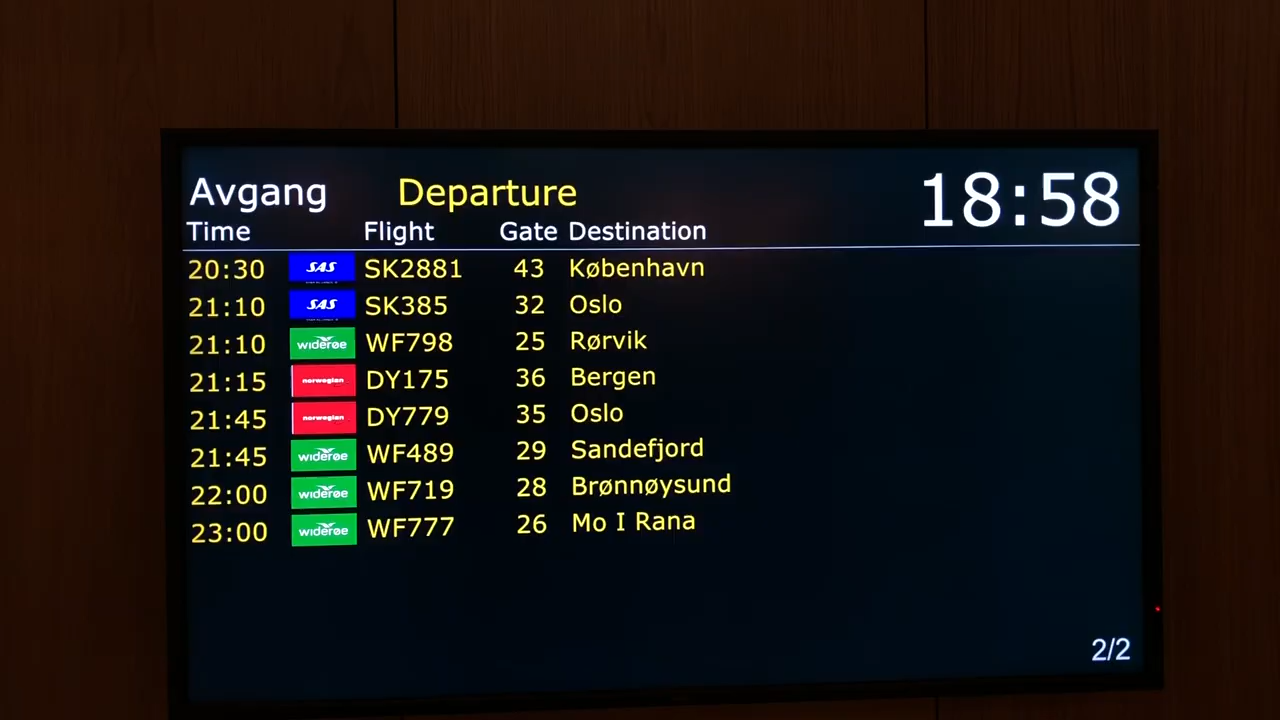 Avgang Departure 18:58
Time Flight Gate Destination
20:30 SAS SK2881 43 København
21:10 SAS SK385 32 Oslo
21:10 widerøe WF798 25 Rørvik
21:15 norwegian DY175 36 Bergen
21:45 norwegian DY779 35 Oslo
21:45 widerøe WF489 29 Sandefjord
22:00 widerøe WF719 28 Brønnøysund
23:00 widerøe WF777 26 Mo I Rana
2/2